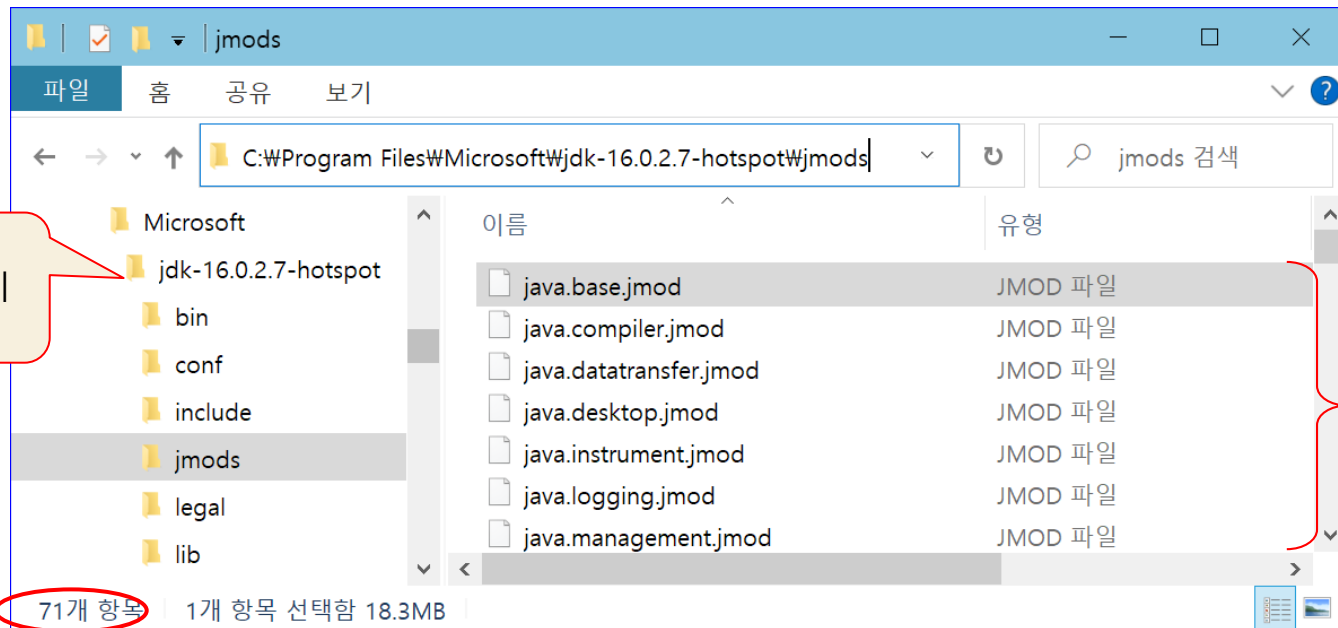 jmods
파일 홈 공유 보기
C:₩Program Files₩Microsoft₩jdk-16.0.2.7-hotspot₩jmods jmods 검색
Microsoft
jdk-16.0.2.7-hotspot
bin
conf
include
jmods
legal
lib
이름 유형
java.base.jmod JMOD 파일
java.compiler.jmod JMOD 파일
java.datatransfer.jmod JMOD 파일
java.desktop.jmod JMOD 파일
java.instrument.jmod JMOD 파일
java.logging.jmod JMOD 파일
java.management.jmod JMOD 파일
71개 항목 1개 항목 선택함 18.3MB